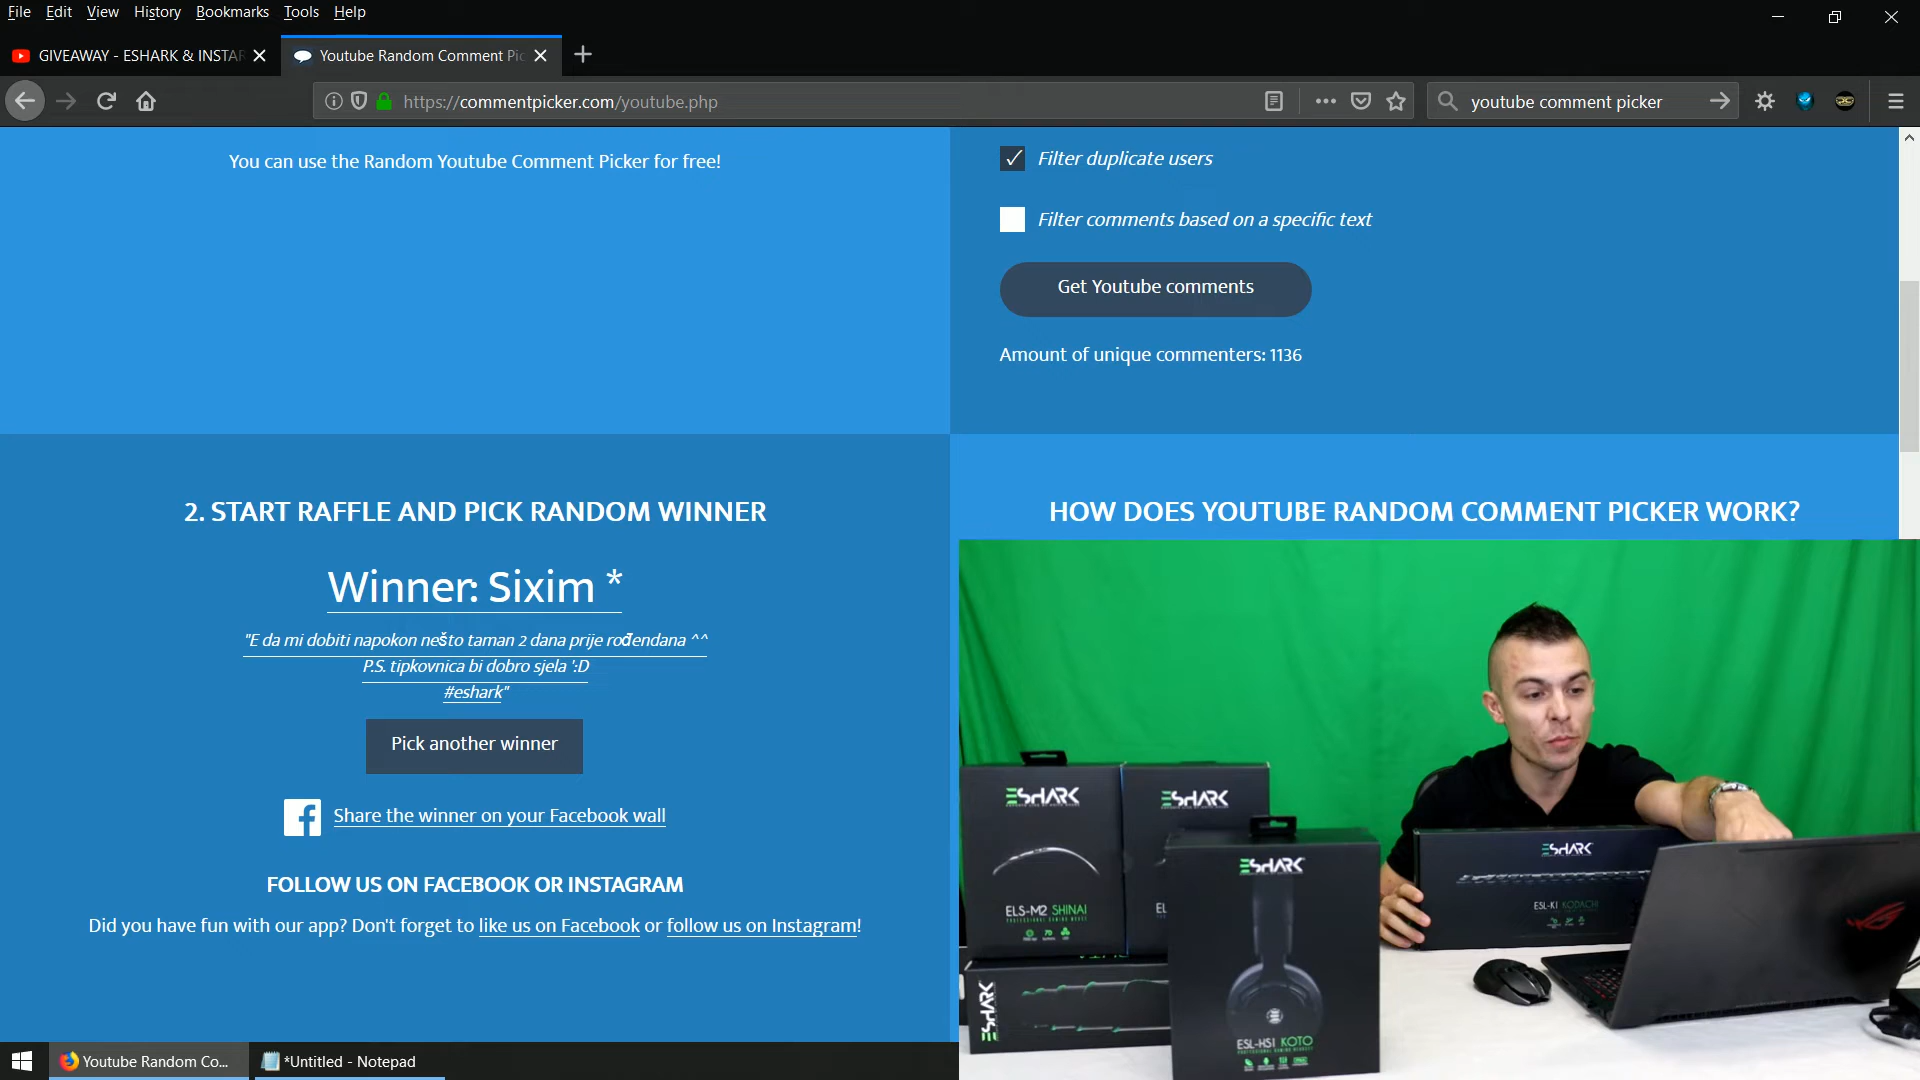 File Edit View History Bookmarks Tools Help
GIVEAWAY - ESHARK & INSTAR
Youtube Random Comment Pic
https://commentpicker.com/youtube.php
youtube comment picker
You can use the Random Youtube Comment Picker for free!
Filter duplicate users
Filter comments based on a specific text
Get Youtube comments
Amount of unique commenters: 1136
2. START RAFFLE AND PICK RANDOM WINNER
Winner: Sixim *
"E da mi dobiti napokon nešto taman 2 dana prije rođendana ^^
P.S. tipkovnica bi dobro sjela ':D
#eshark"
Pick another winner
Share the winner on your Facebook wall
FOLLOW US ON FACEBOOK OR INSTAGRAM
Did you have fun with our app? Don't forget to like us on Facebook or follow us on Instagram!
HOW DOES YOUTUBE RANDOM COMMENT PICKER WORK?
ESHARK
ELS-M2 SHINAI
PROFESSIONAL GAMING MOUSE
ESHARK
ESHARK
ESL-HS1 KOTO
PROFESSIONAL GAMING HEADSET
ESHARK
ESL-K1 KODACHI
ESHARK
Youtube Random Co...
*Untitled - Notepad